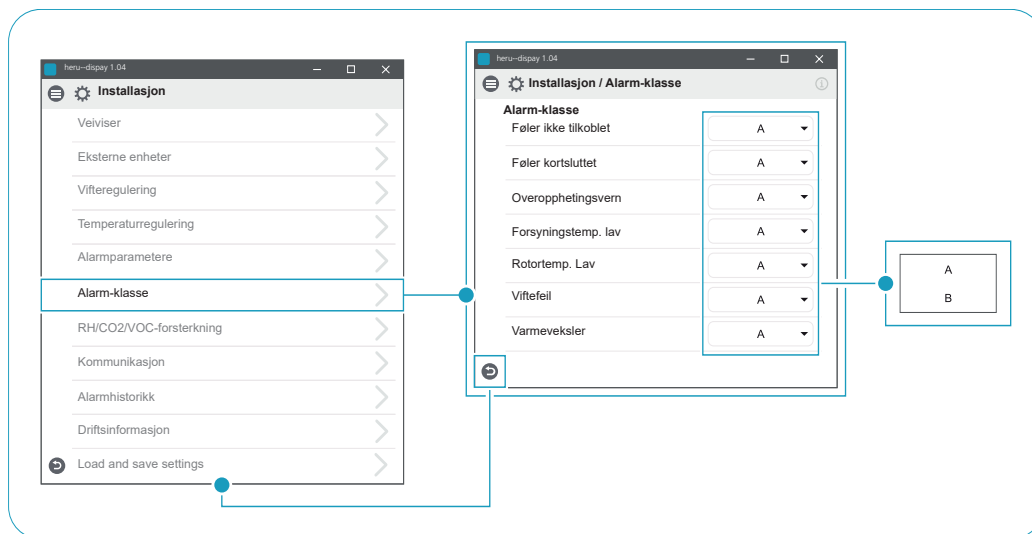 heru--dispay 1.04
Installasjon
Veiviser
Eksterne enheter
Vifteregulering
Temperaturregulering
Alarmparametere
Alarm-klasse
RH/CO2/VOC-forsterkning
Kommunikasjon
Alarmhistorikk
Driftsinformasjon
Load and save settings
heru--dispay 1.04
Installasjon / Alarm-klasse
Alarm-klasse
Føler ikke tilkoblet A
Føler kortsluttet A
Overopphetingsvern A
Forsyningstemp. lav A
Rotortemp. Lav A
Viftefeil A
Varmeveksler A
A
B